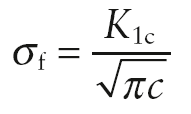 σf = K1c / √πc